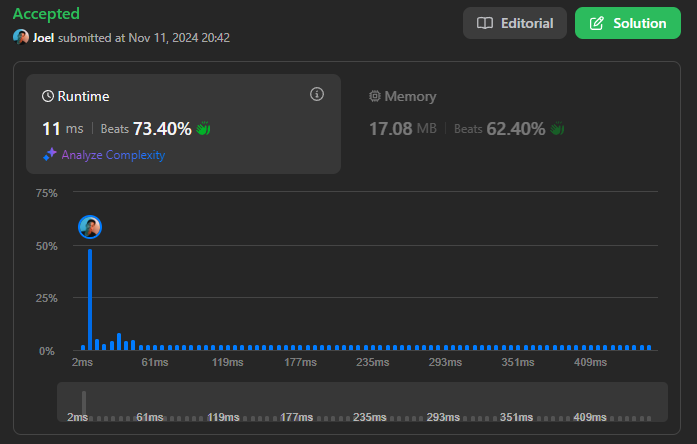 Accepted
Editorial
Solution
Joel submitted at Nov 11, 2024 20:42
Runtime
11 ms | Beats 73.40%
Analyze Complexity
Memory
17.08 MB | Beats 62.40%
75%
50%
25%
0%
2ms 61ms 119ms 177ms 235ms 293ms 351ms 409ms
2ms 61ms 119ms 177ms 235ms 293ms 351ms 409ms